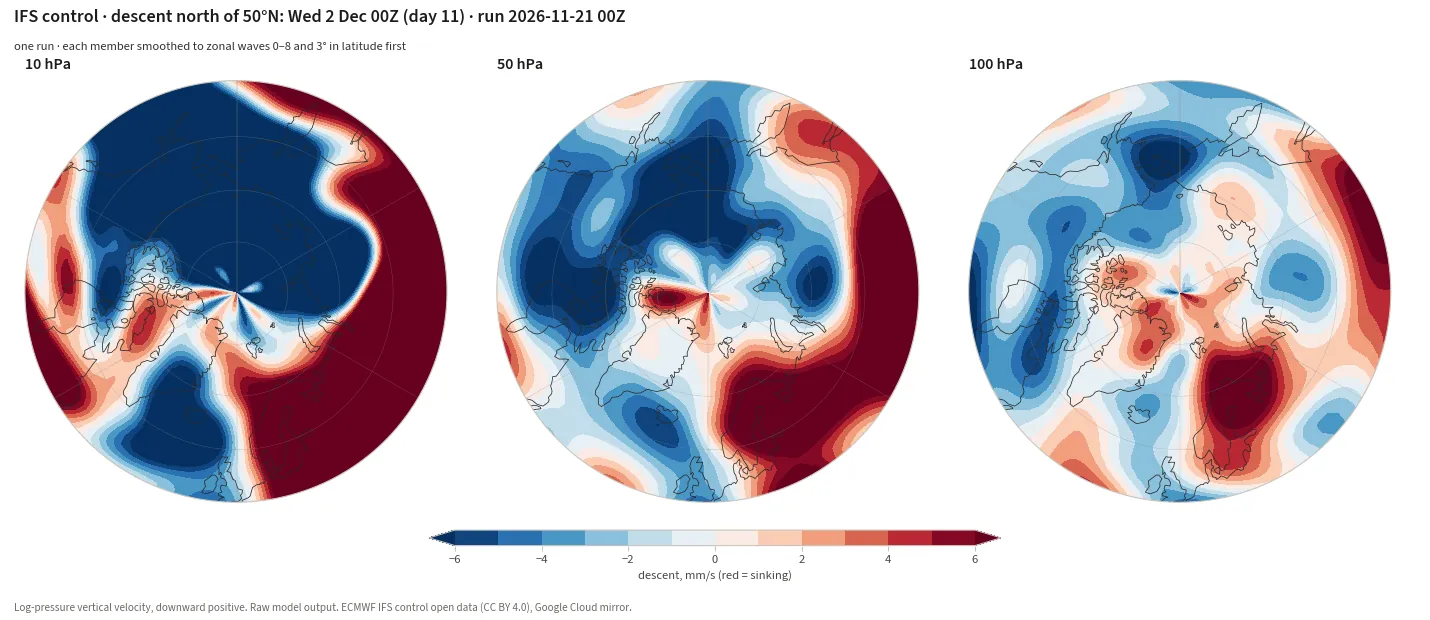 IFS control · descent north of 50°N: Wed 2 Dec 00Z (day 11) · run 2026-11-21 00Z
one run · each member smoothed to zonal waves 0–8 and 3° in latitude first
10 hPa
50 hPa
100 hPa
−6 −4 −2 0 2 4 6
descent, mm/s (red = sinking)
Log-pressure vertical velocity, downward positive. Raw model output. ECMWF IFS control open data (CC BY 4.0), Google Cloud mirror.